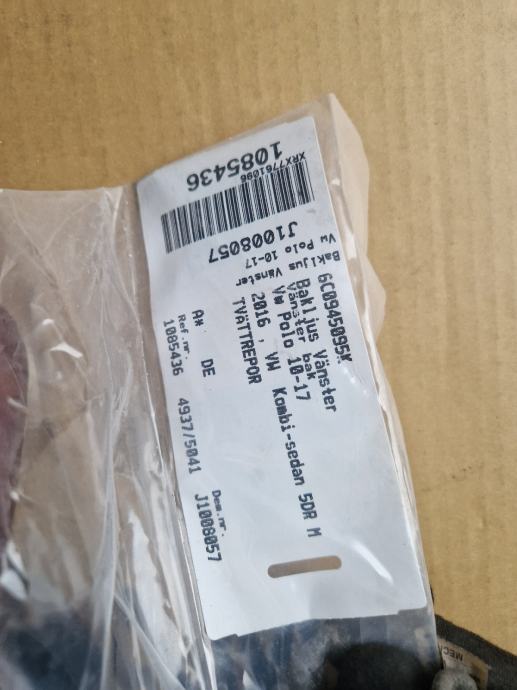 1085436
XRX7761096
J1008057
Vw Polo 10-17
Bakljus Vänster
6C0945095K
Bakljus Vänster
Vänster bak
VW Polo 10-17
2016 , VW Kombi-sedan 5DR M
TVÄTTREPOR
A* DE 4937/5041
Ref.nr. Dem.nr.
1085436 J1008057